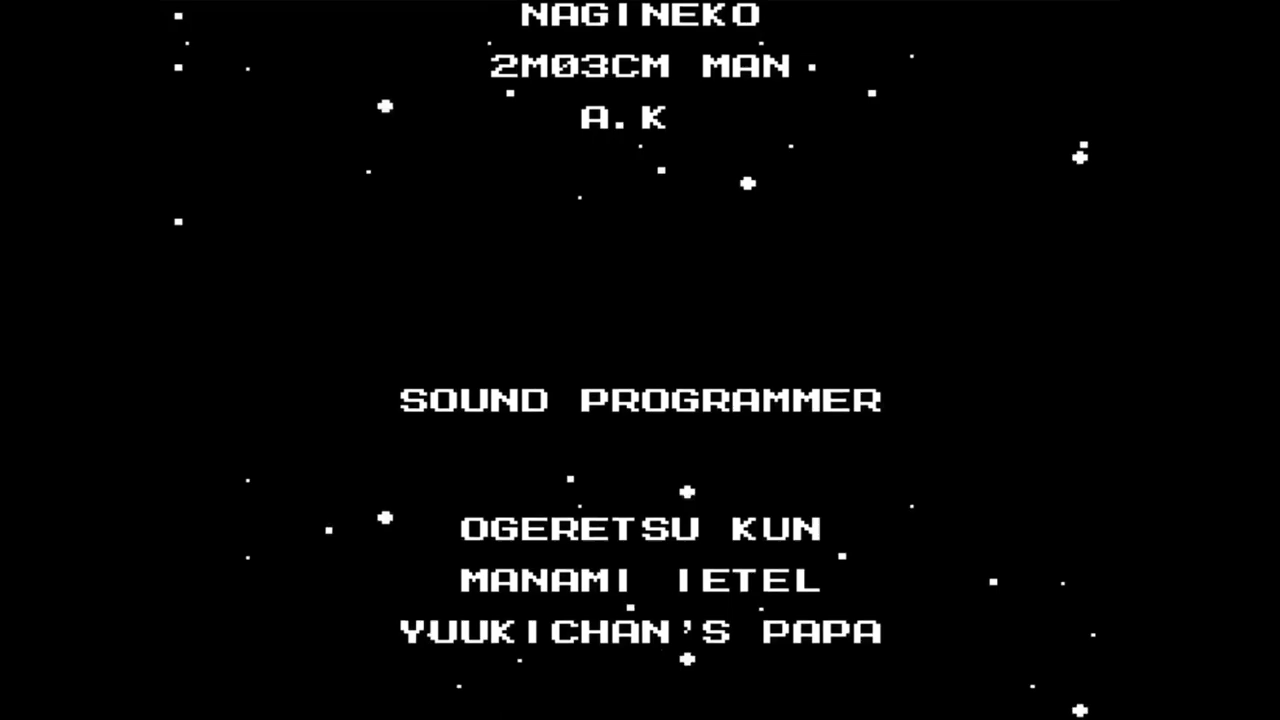 NAGINEKO
2M03CM MAN
A.K
SOUND PROGRAMMER
OGERETSU KUN
MANAMI IETEL
YUUKICHAN'S PAPA